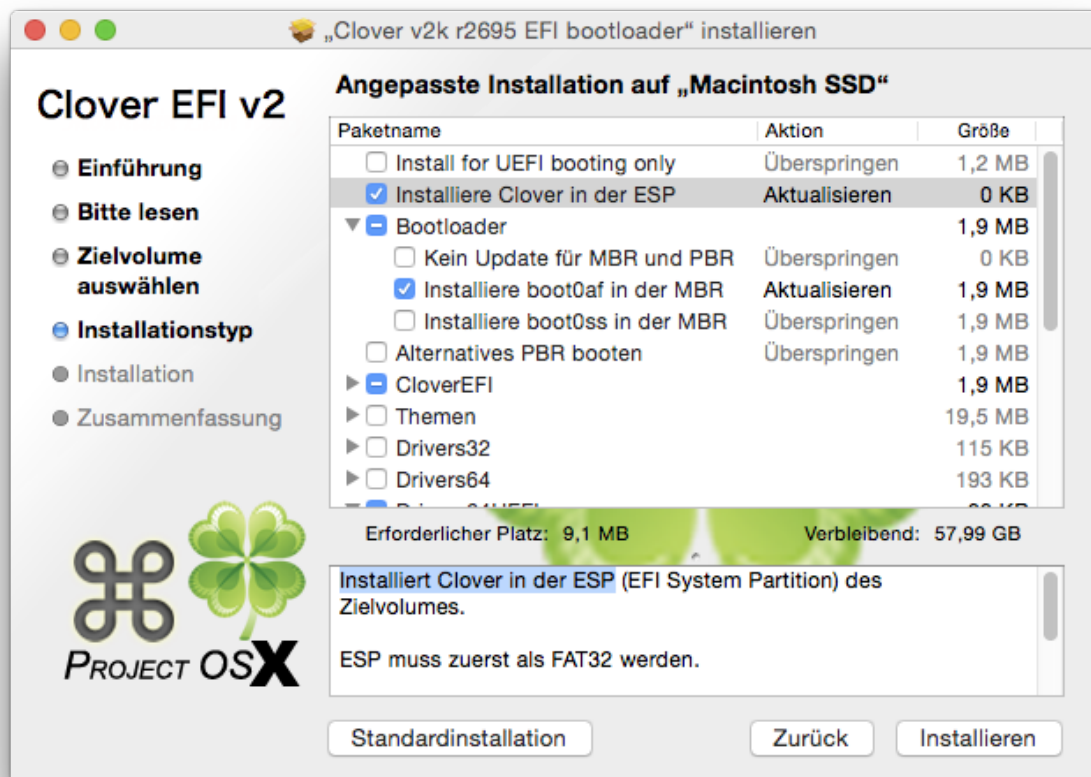 „Clover v2k r2695 EFI bootloader“ installieren
Clover EFI v2
Einführung
Bitte lesen
Zielvolume
auswählen
Installationstyp
Installation
Zusammenfassung
PROJECT OSX
Angepasste Installation auf „Macintosh SSD“
Paketname Aktion Größe
Install for UEFI booting only Überspringen 1,2 MB
Installiere Clover in der ESP Aktualisieren 0 KB
Bootloader 1,9 MB
Kein Update für MBR und PBR Überspringen 0 KB
Installiere boot0af in der MBR Aktualisieren 1,9 MB
Installiere boot0ss in der MBR Überspringen 1,9 MB
Alternatives PBR booten Überspringen 1,9 MB
CloverEFI 1,9 MB
Themen 19,5 MB
Drivers32 115 KB
Drivers64 193 KB
Erforderlicher Platz: 9,1 MB Verbleibend: 57,99 GB
Installiert Clover in der ESP (EFI System Partition) des
Zielvolumes.
ESP muss zuerst als FAT32 werden.
Standardinstallation Zurück Installieren